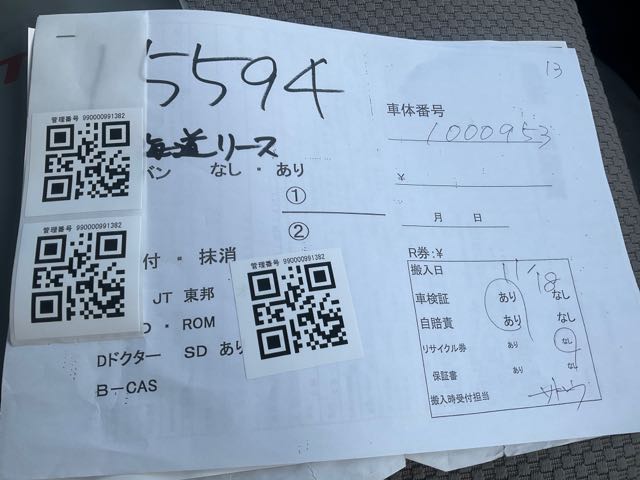 5594
13
車体番号
1000953
管理番号 990000991382
海道リース
バン なし ・ あり
¥
①
月 日
②
管理番号 990000991382
付 ・ 抹消
管理番号 990000991382
R券:¥
搬入日 11/18
JT 東邦
車検証 あり なし
・ ROM
自賠責 あり なし
Dドクター SD あり
リサイクル券 あり なし
B－CAS
保証書 あり なし
搬入時受付担当